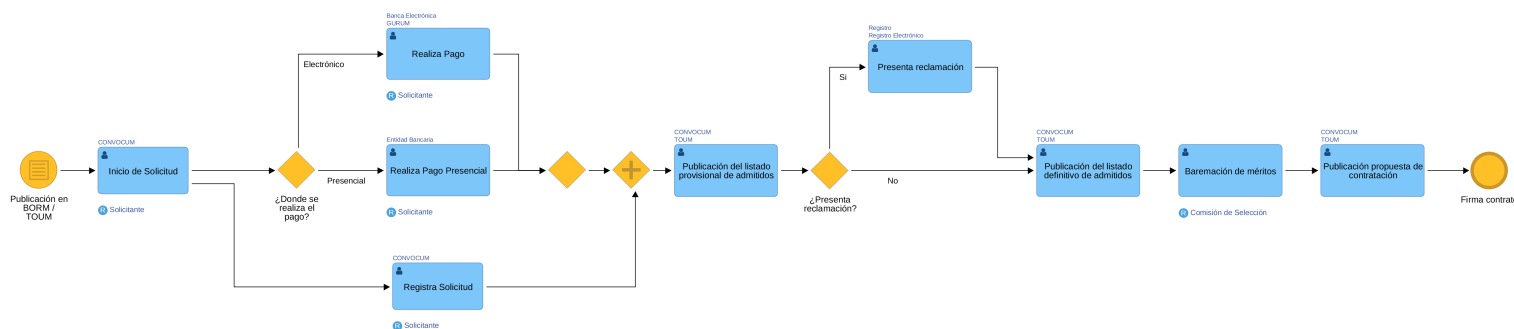 Publicación en
BORM /
TOUM
CONVOCUM
Inicio de Solicitud
R Solicitante
¿Donde se
realiza el
pago?
Electrónico
Presencial
Banca Electrónica
GURUM
Realiza Pago
R Solicitante
Entidad Bancaria
Realiza Pago Presencial
R Solicitante
CONVOCUM
Registra Solicitud
R Solicitante
CONVOCUM
TOUM
Publicación del listado
provisional de admitidos
¿Presenta
reclamación?
Si
No
Registro
Registro Electrónico
Presenta reclamación
CONVOCUM
TOUM
Publicación del listado
definitivo de admitidos
Baremación de méritos
R Comisión de Selección
CONVOCUM
TOUM
Publicación propuesta de
contratación
Firma contrato